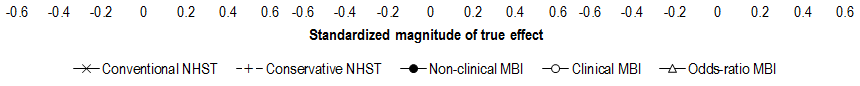 -0.6 -0.4 -0.2 0 0.2 0.4 0.6 -0.6 -0.4 -0.2 0 0.2 0.4 0.6 -0.6 -0.4 -0.2 0 0.2 0.4 0.6
Standardized magnitude of true effect
Conventional NHST Conservative NHST Non-clinical MBI Clinical MBI Odds-ratio MBI